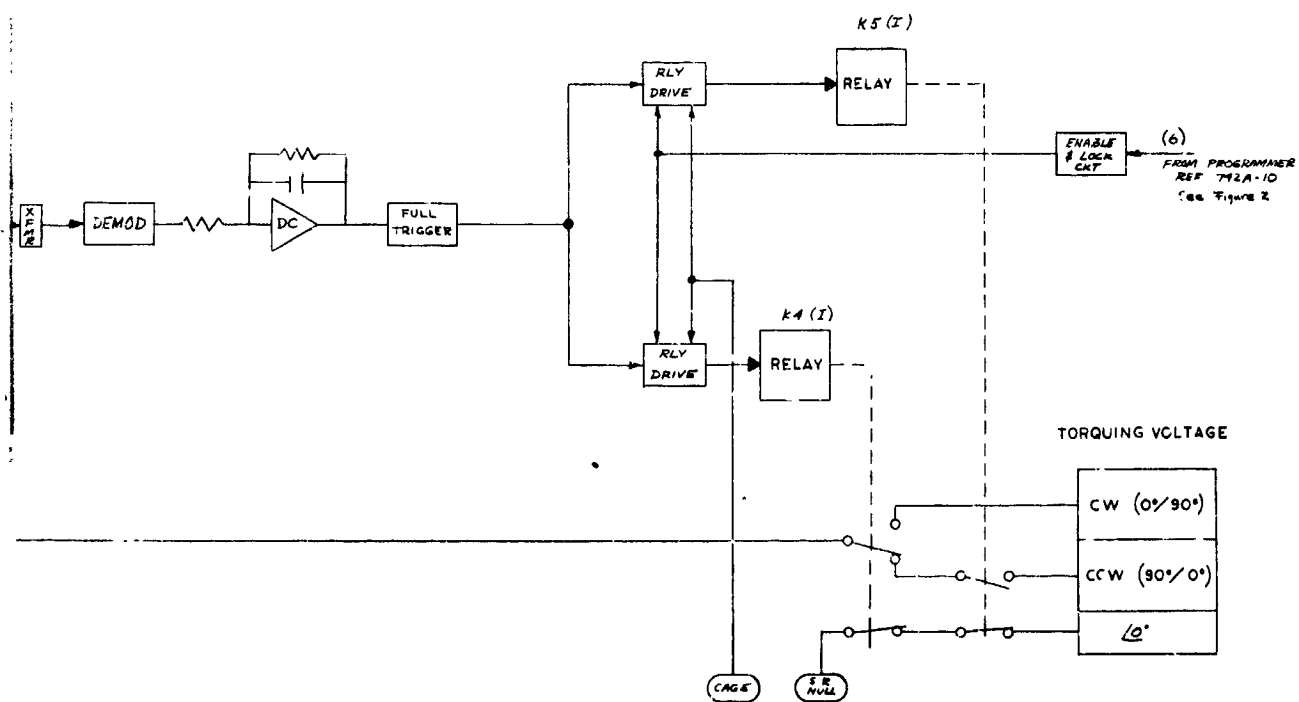 K5 (I)
RLY
DRIVE
RELAY
ENABLE
& LOCK
CKT
(6)
FROM PROGRAMMER
REF 792A-10
See Figure 2
XFMR
DEMOD
DC
FULL
TRIGGER
K4 (I)
RLY
DRIVE
RELAY
TORQUING VOLTAGE
CW (0°/90°)
CCW (90°/0°)
∠0°
CAGE
S R
NULL